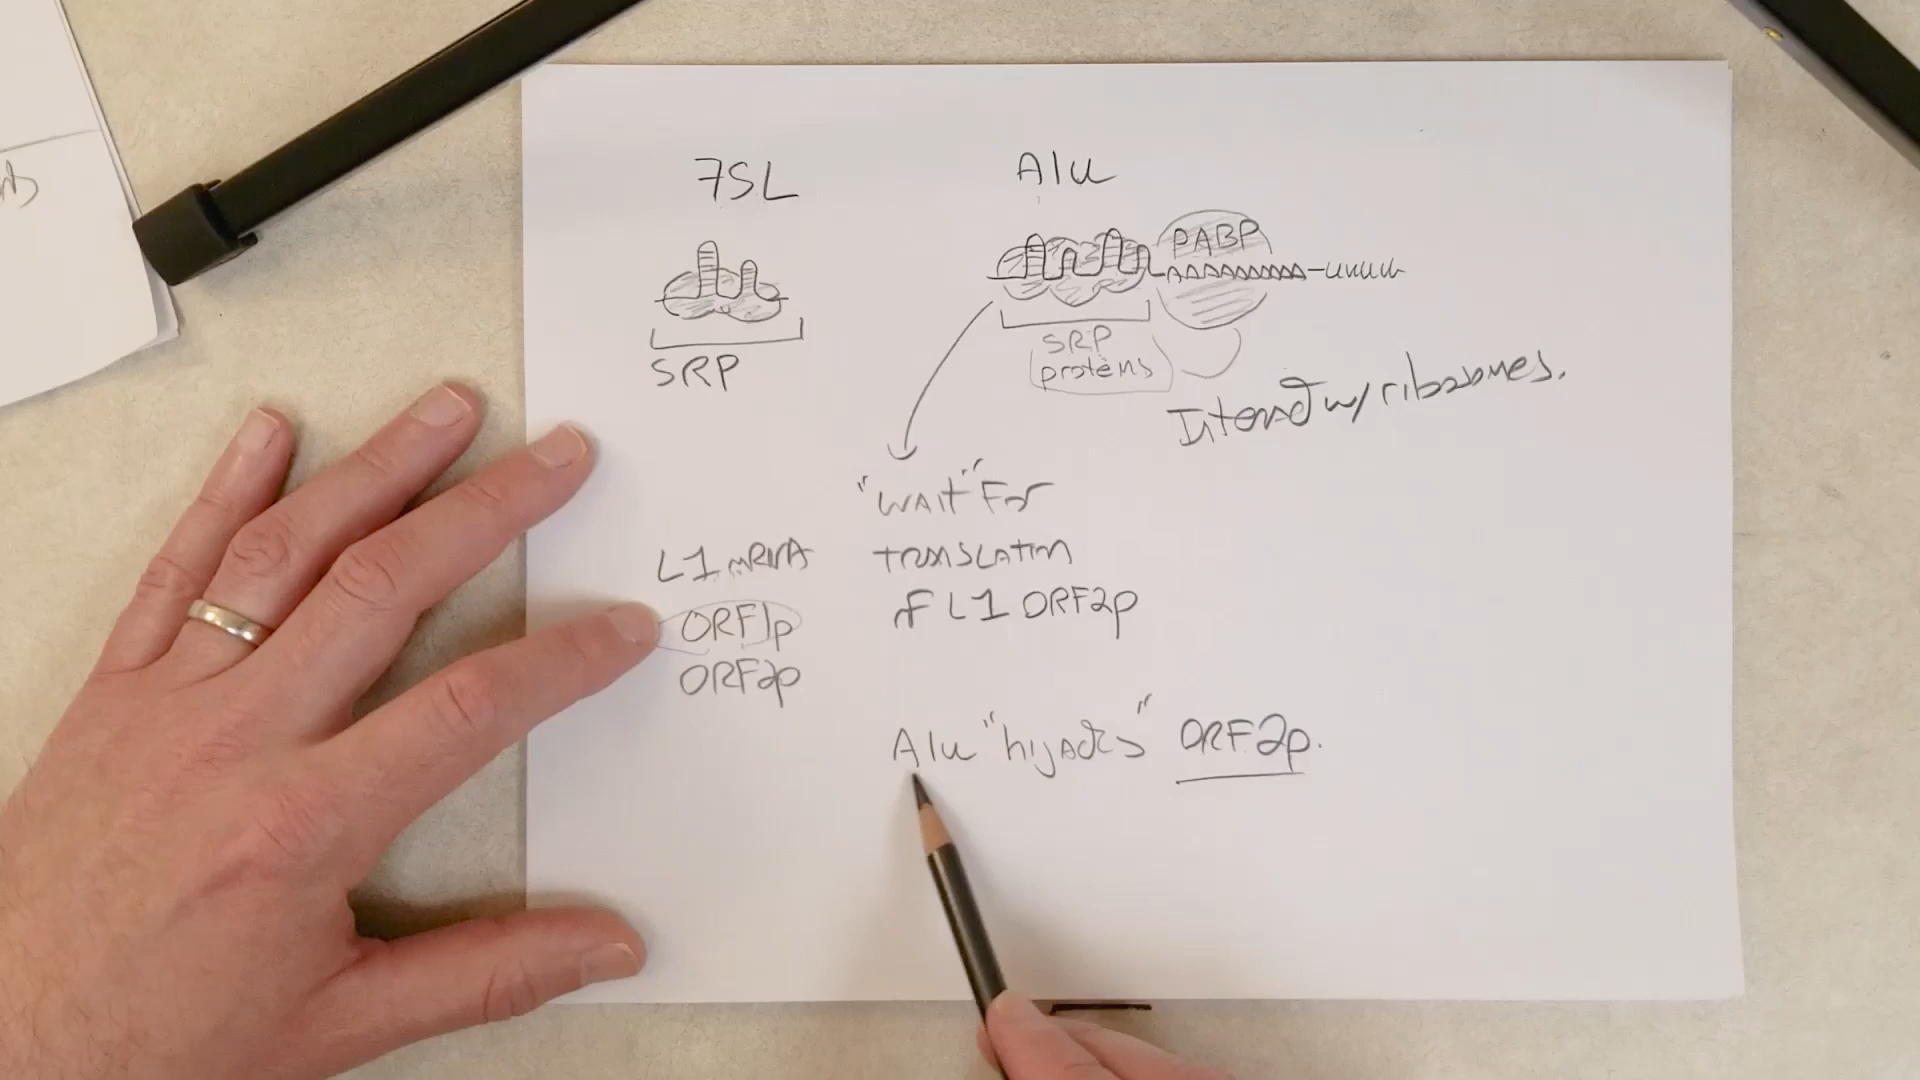 7SL
SRP
Alu
PABP
AAAAAAAAAA-uuuuu
SRP
proteins
Interact w/ ribosomes.
"WAIT" For
TRANSLATION
of L1 ORF2p
L1 mRNA
ORF1p
ORF2p
Alu "hijacks" ORF2p.